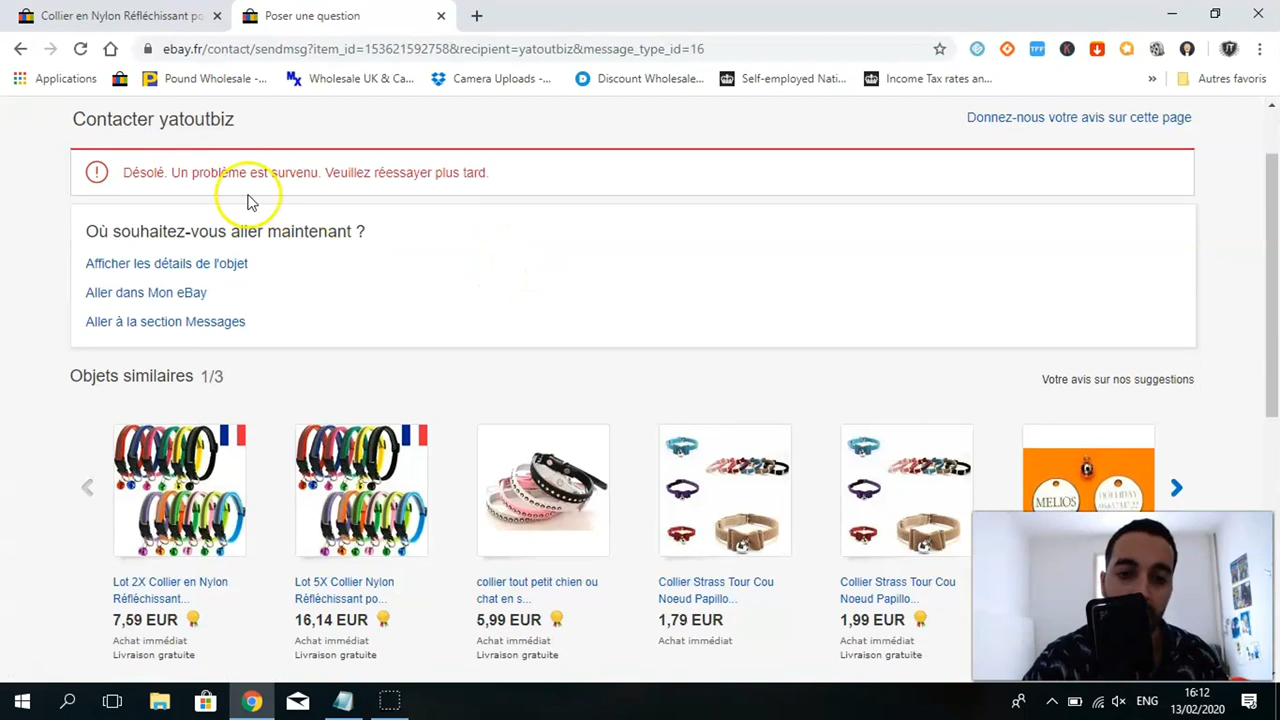 Collier en Nylon Réfléchissant po
Poser une question
ebay.fr/contact/sendmsg?item_id=153621592758&recipient=yatoutbiz&message_type_id=16
TFF K JT
Applications Pound Wholesale -... Wholesale UK & Ca... Camera Uploads -... Discount Wholesale... Self-employed Nati... Income Tax rates an... » Autres favoris
Contacter yatoutbiz
Donnez-nous votre avis sur cette page
Désolé. Un problème est survenu. Veuillez réessayer plus tard.
Où souhaitez-vous aller maintenant ?
Afficher les détails de l'objet
Aller dans Mon eBay
Aller à la section Messages
Objets similaires 1/3
Votre avis sur nos suggestions
MELIOS
Lot 2X Collier en Nylon
Réfléchissant...
7,59 EUR
Achat immédiat
Livraison gratuite
Lot 5X Collier Nylon
Réfléchissant po...
16,14 EUR
Achat immédiat
Livraison gratuite
collier tout petit chien ou
chat en s...
5,99 EUR
Achat immédiat
Livraison gratuite
Collier Strass Tour Cou
Noeud Papillo...
1,79 EUR
Achat immédiat
Collier Strass Tour Cou
Noeud Papillo...
1,99 EUR
Achat immédiat
Livraison gratuite
ENG
16:12
13/02/2020